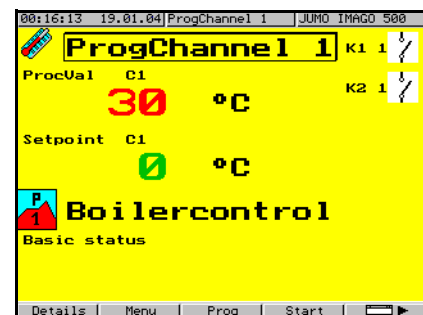 00:16:13 19.01.04 ProgChannel 1 JUMO IMAGO 500
ProgChannel 1 K1 1
ProcVal C1
K2 1
30 °C
Setpoint C1
0 °C
P
1 Boilercontrol
Basic status
Details Menu Prog Start